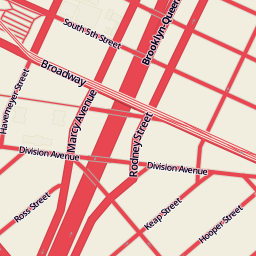 South 5th Street
Brooklyn-Quee
Broadway
Havemeyer Street
Marcy Avenue
Rodney Street
Division Avenue
Division Avenue
Ross Street
Keap Street
Hooper Street